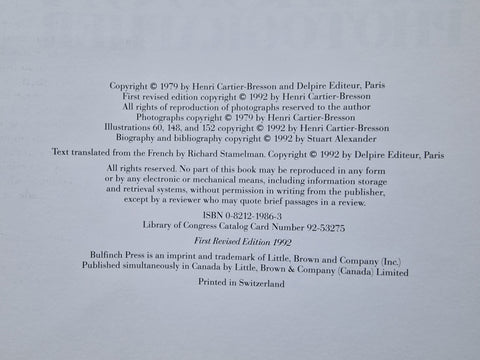 Copyright © 1979 by Henri Cartier-Bresson and Delpire Editeur, Paris
First revised edition copyright © 1992 by Henri Cartier-Bresson
All rights of reproduction of photographs reserved to the author
Photographs copyright © 1979 by Henri Cartier-Bresson
Illustrations 60, 148, and 152 copyright © 1992 by Henri Cartier-Bresson
Biography and bibliography copyright © 1992 by Stuart Alexander
Text translated from the French by Richard Stamelman. Copyright © 1992 by Delpire Editeur, Paris
All rights reserved. No part of this book may be reproduced in any form
or by any electronic or mechanical means, including information storage
and retrieval systems, without permission in writing from the publisher,
except by a reviewer who may quote brief passages in a review.
ISBN 0-8212-1986-3
Library of Congress Catalog Card Number 92-53275
First Revised Edition 1992
Bulfinch Press is an imprint and trademark of Little, Brown and Company (Inc.)
Published simultaneously in Canada by Little, Brown & Company (Canada) Limited
Printed in Switzerland